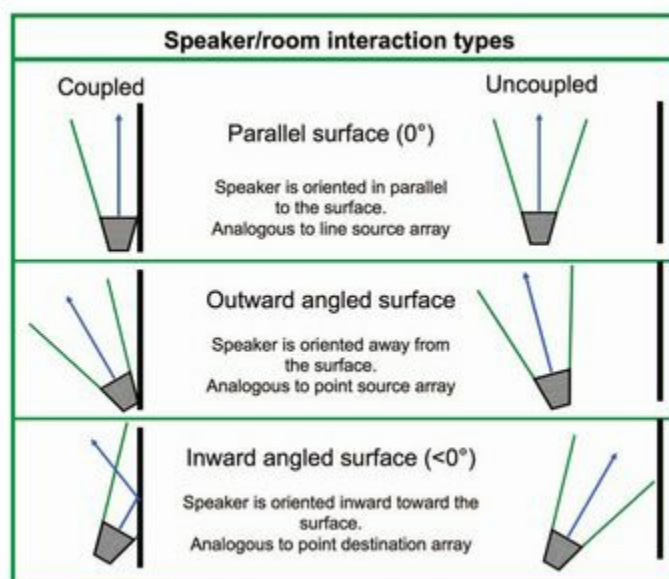 Speaker/room interaction types
Coupled
Uncoupled
Parallel surface (0°)
Speaker is oriented in parallel
to the surface.
Analogous to line source array
Outward angled surface
Speaker is oriented away from
the surface.
Analogous to point source array
Inward angled surface (<0°)
Speaker is oriented inward toward the
surface.
Analogous to point destination array